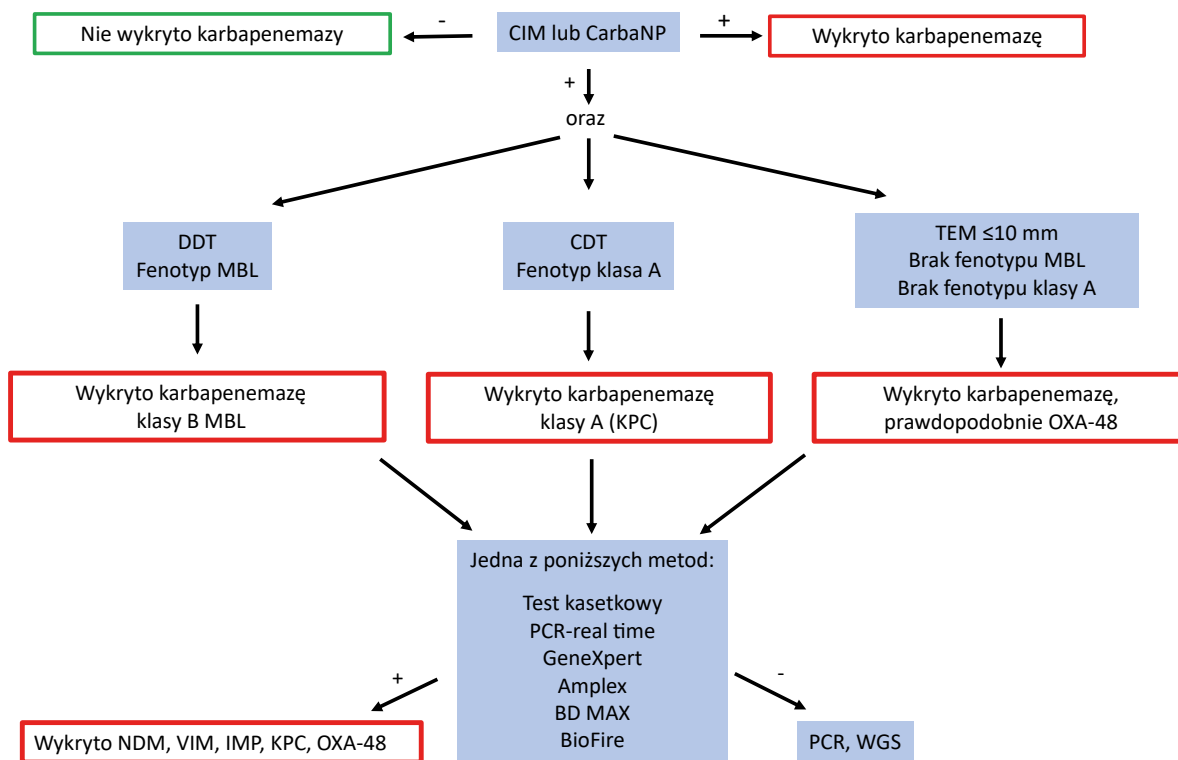 Nie wykryto karbapenemazy
-
CIM lub CarbaNP
+
Wykryto karbapenemazę
+
oraz
DDT
Fenotyp MBL
CDT
Fenotyp klasa A
TEM ≤10 mm
Brak fenotypu MBL
Brak fenotypu klasy A
Wykryto karbapenemazę
klasy B MBL
Wykryto karbapenemazę
klasy A (KPC)
Wykryto karbapenemazę,
prawdopodobnie OXA-48
Jedna z poniższych metod:
Test kasetkowy
PCR-real time
GeneXpert
Amplex
BD MAX
BioFire
+
-
Wykryto NDM, VIM, IMP, KPC, OXA-48
PCR, WGS